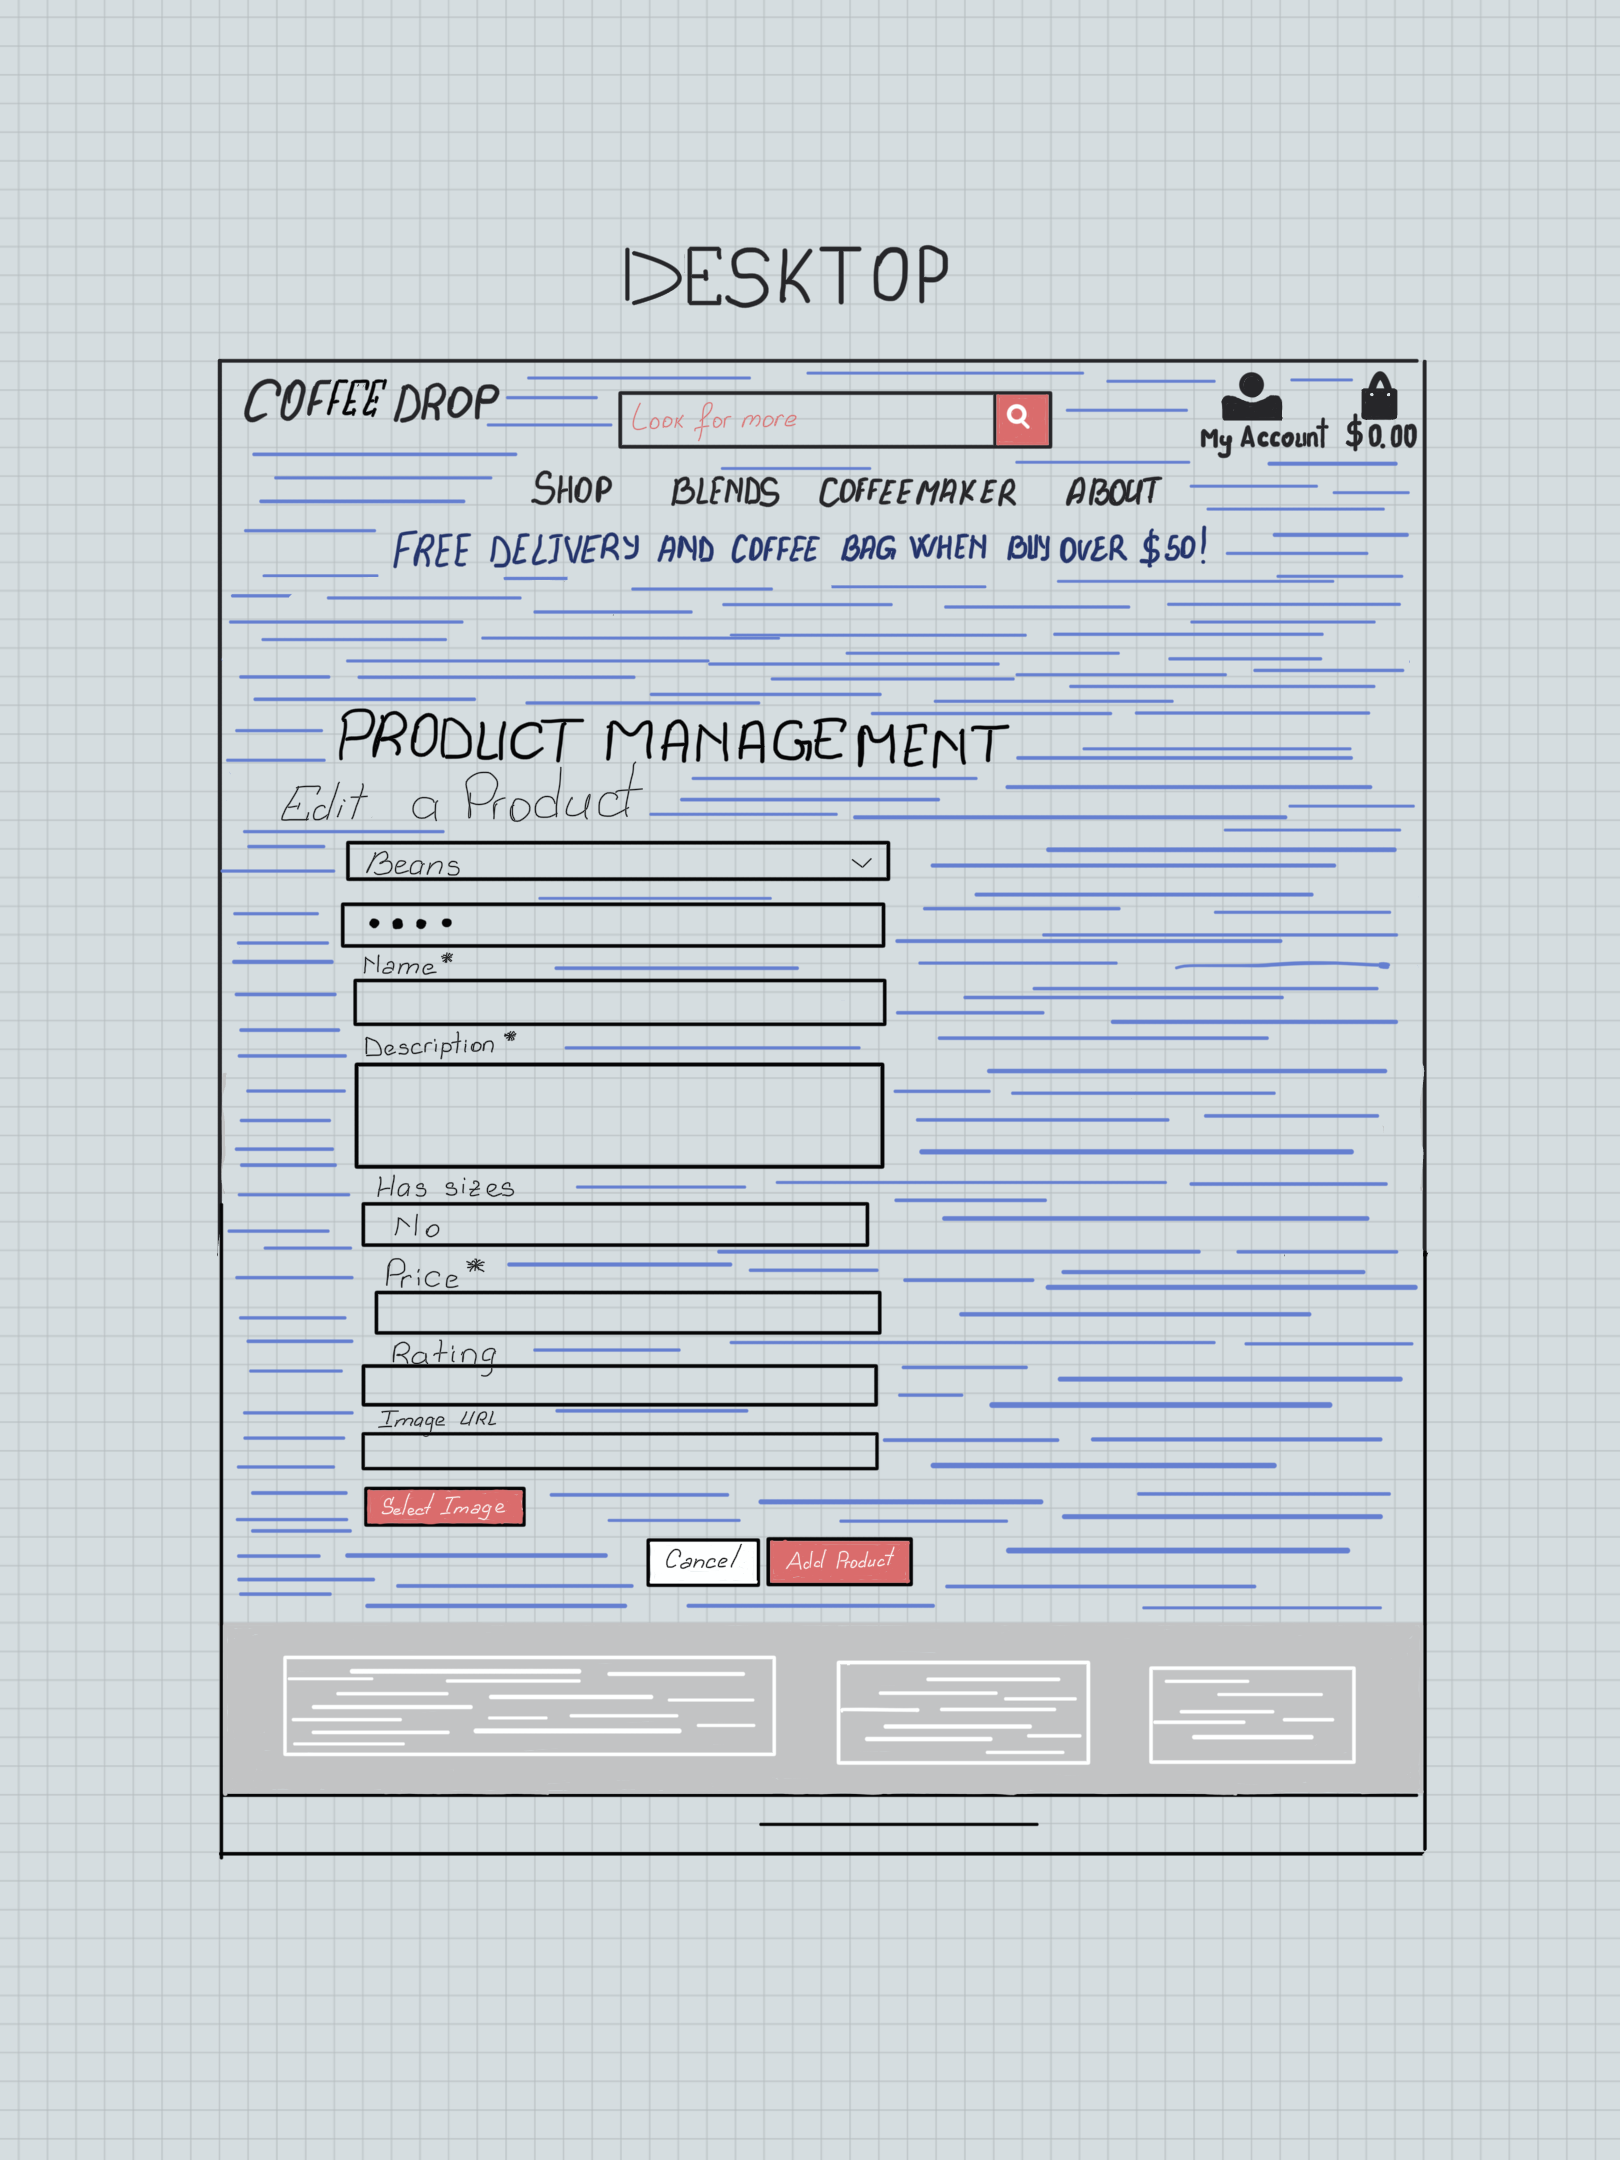 DESKTOP
COFFEE DROP
Look for more
My Account $0.00
SHOP BLENDS COFFEEMAKER ABOUT
FREE DELIVERY AND COFFEE BAG WHEN BUY OVER $50!
PRODUCT MANAGEMENT
Edit a Product
Beans
••••
Name*
Description*
Has sizes
No
Price*
Rating
Image URL
Select Image
Cancel Add Product